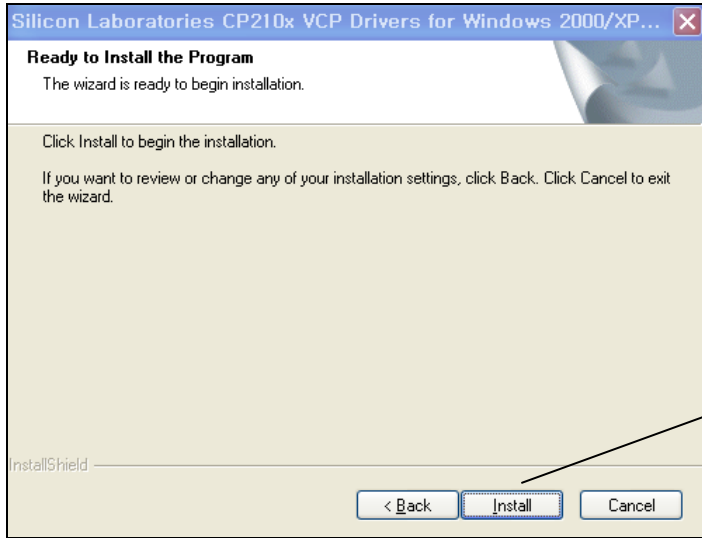 Silicon Laboratories CP210x VCP Drivers for Windows 2000/XP...
Ready to Install the Program
The wizard is ready to begin installation.
Click Install to begin the installation.
If you want to review or change any of your installation settings, click Back. Click Cancel to exit
the wizard.
InstallShield
< Back
Install
Cancel